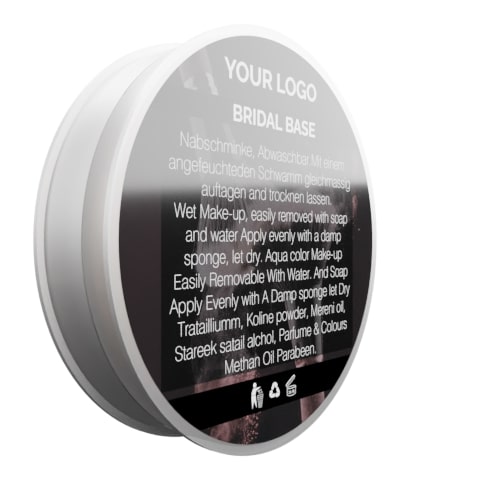 YOUR LOGO
BRIDAL BASE
Nabschminke, Abwaschbar.Mit einem
angefeuchteden Schwamm gleichmassig
auftagen and trocknen lassen.
Wet Make-up, easily removed with soap
and water Apply evenly with a damp
sponge, let dry. Aqua color Make-up
Easily Removable With Water. And Soap
Apply Evenly with A Damp sponge let Dry
Tratailliumm, Koline powder, Mereni oil,
Stareek satail alchol, Parfume & Colours
Methan Oil Parabeen.